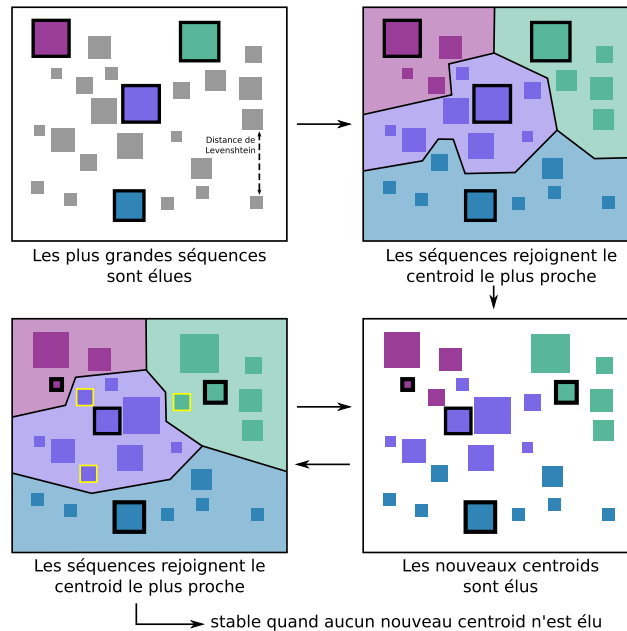 Distance de
Levenshtein
Les plus grandes séquences
sont élues
Les séquences rejoignent le
centroid le plus proche
Les séquences rejoignent le
centroid le plus proche
Les nouveaux centroids
sont élus
stable quand aucun nouveau centroid n'est élu